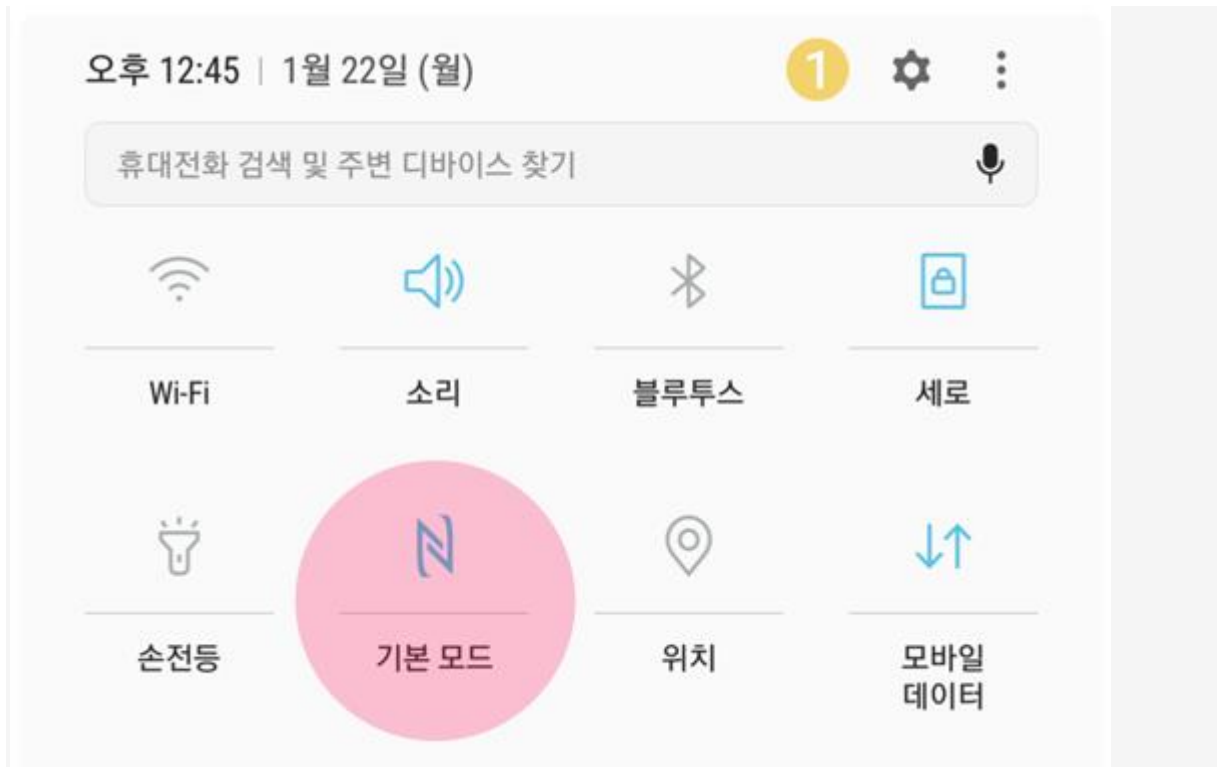 오후 12:45 | 1월 22일 (월) 1
휴대전화 검색 및 주변 디바이스 찾기
Wi-Fi 소리 블루투스 세로
손전등 기본 모드 위치 모바일
데이터